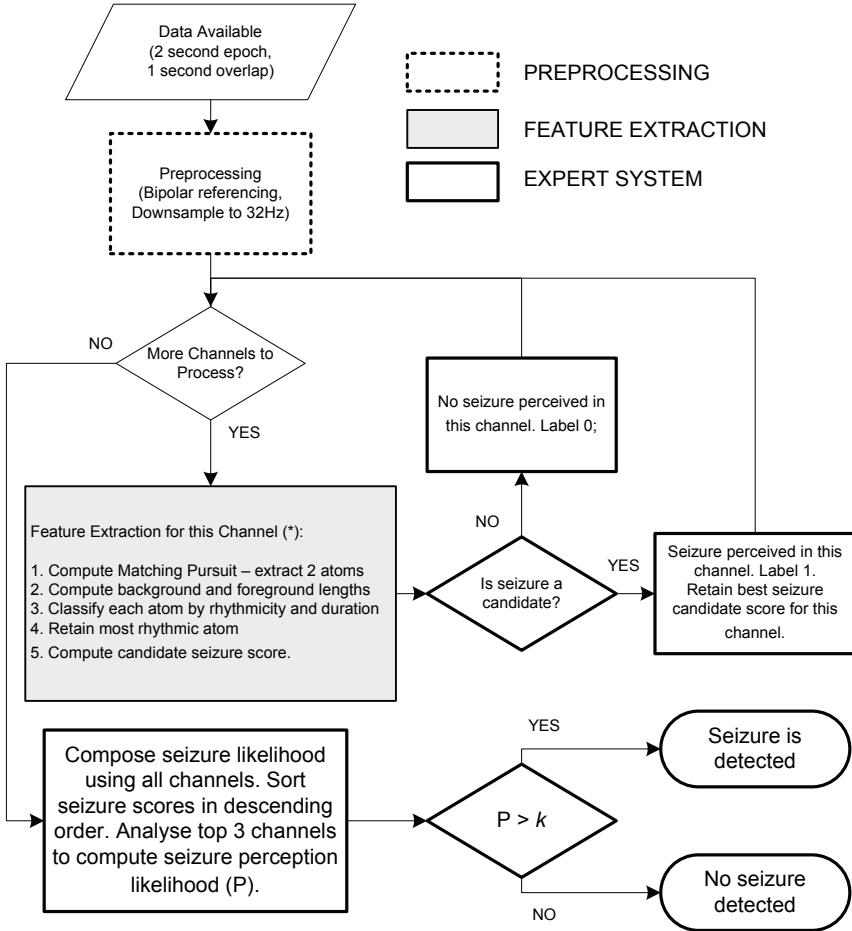 Data Available
(2 second epoch,
1 second overlap)
PREPROCESSING
FEATURE EXTRACTION
EXPERT SYSTEM
Preprocessing
(Bipolar referencing,
Downsample to 32Hz)
NO
More Channels to
Process?
YES
No seizure perceived in
this channel. Label 0;
Feature Extraction for this Channel (*):
1. Compute Matching Pursuit – extract 2 atoms
2. Compute background and foreground lengths
3. Classify each atom by rhythmicity and duration
4. Retain most rhythmic atom
5. Compute candidate seizure score.
NO
Is seizure a
candidate?
YES
Seizure perceived in this
channel. Label 1.
Retain best seizure
candidate score for this
channel.
Compose seizure likelihood
using all channels. Sort
seizure scores in descending
order. Analyse top 3 channels
to compute seizure perception
likelihood (P).
P > k
YES
Seizure is
detected
NO
No seizure
detected